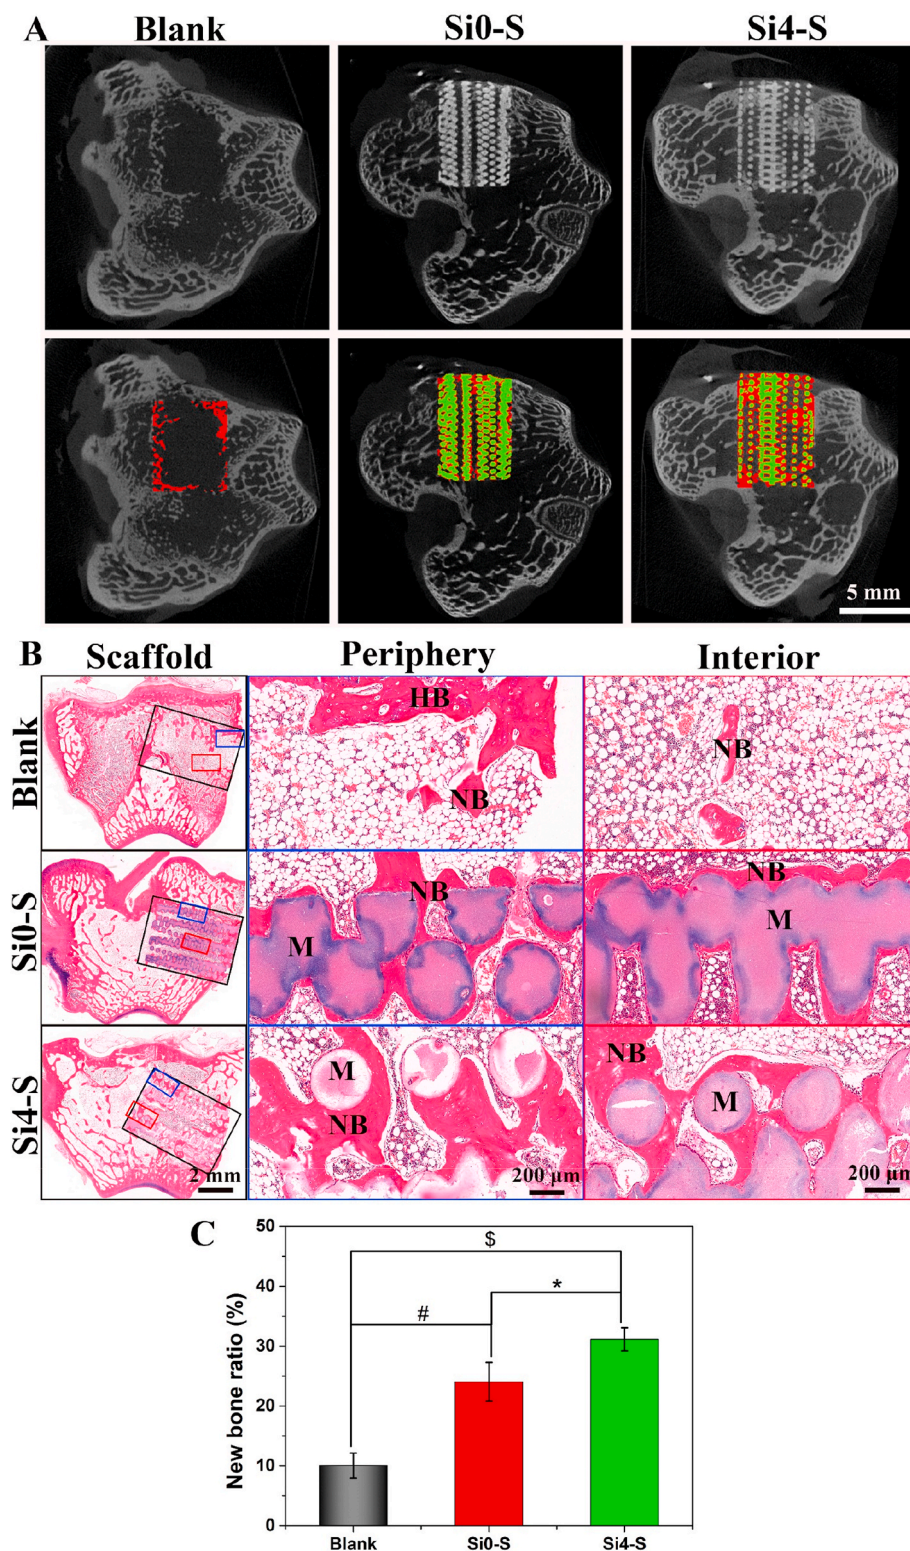 A
Blank Si0-S Si4-S
5 mm
B
Scaffold Periphery Interior
Blank
HB
NB
NB
Si0-S
NB
M
NB
M
Si4-S
2 mm
M
NB
200 μm
NB
M
200 μm
C
50
40
30
20
10
0
New bone ratio (%)
$
#
*
Blank Si0-S Si4-S